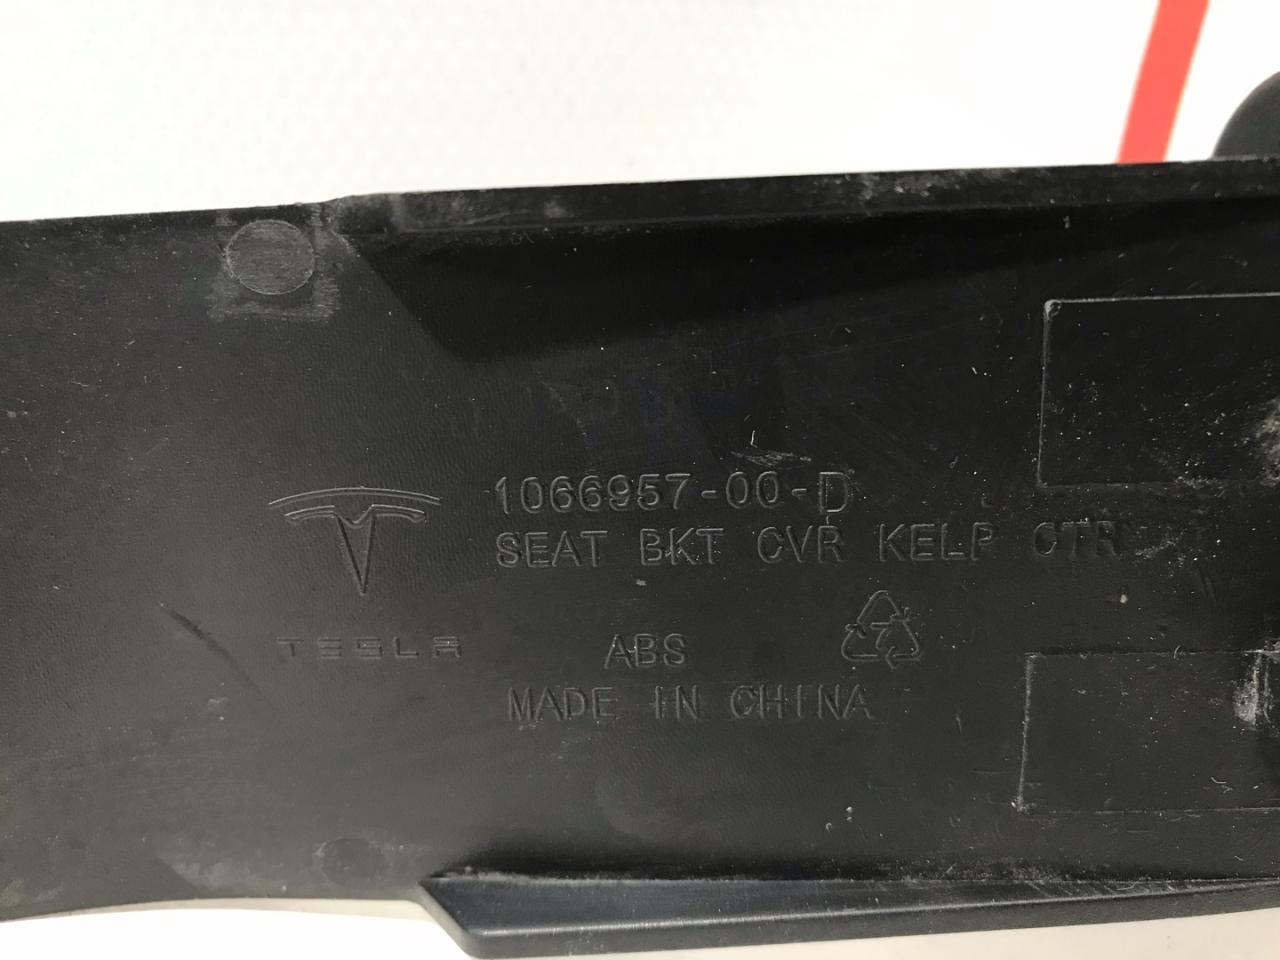 1066957-00-D
SEAT BKT CVR KELP CTR
TESLA
ABS
MADE IN CHINA